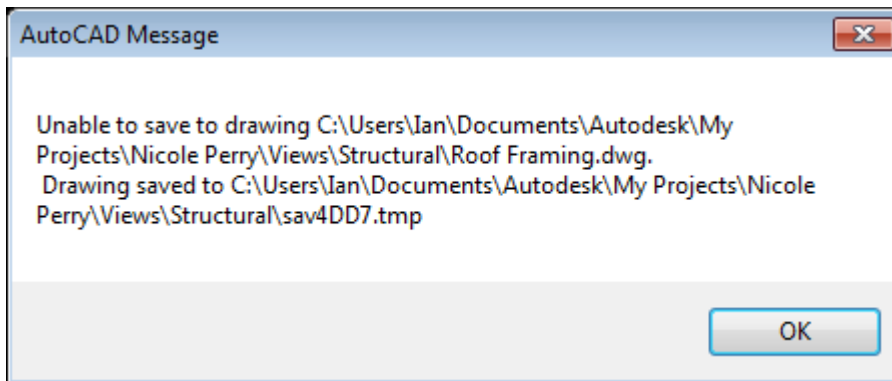 AutoCAD Message
Unable to save to drawing C:\Users\Ian\Documents\Autodesk\My
Projects\Nicole Perry\Views\Structural\Roof Framing.dwg.
Drawing saved to C:\Users\Ian\Documents\Autodesk\My Projects\Nicole
Perry\Views\Structural\sav4DD7.tmp
OK